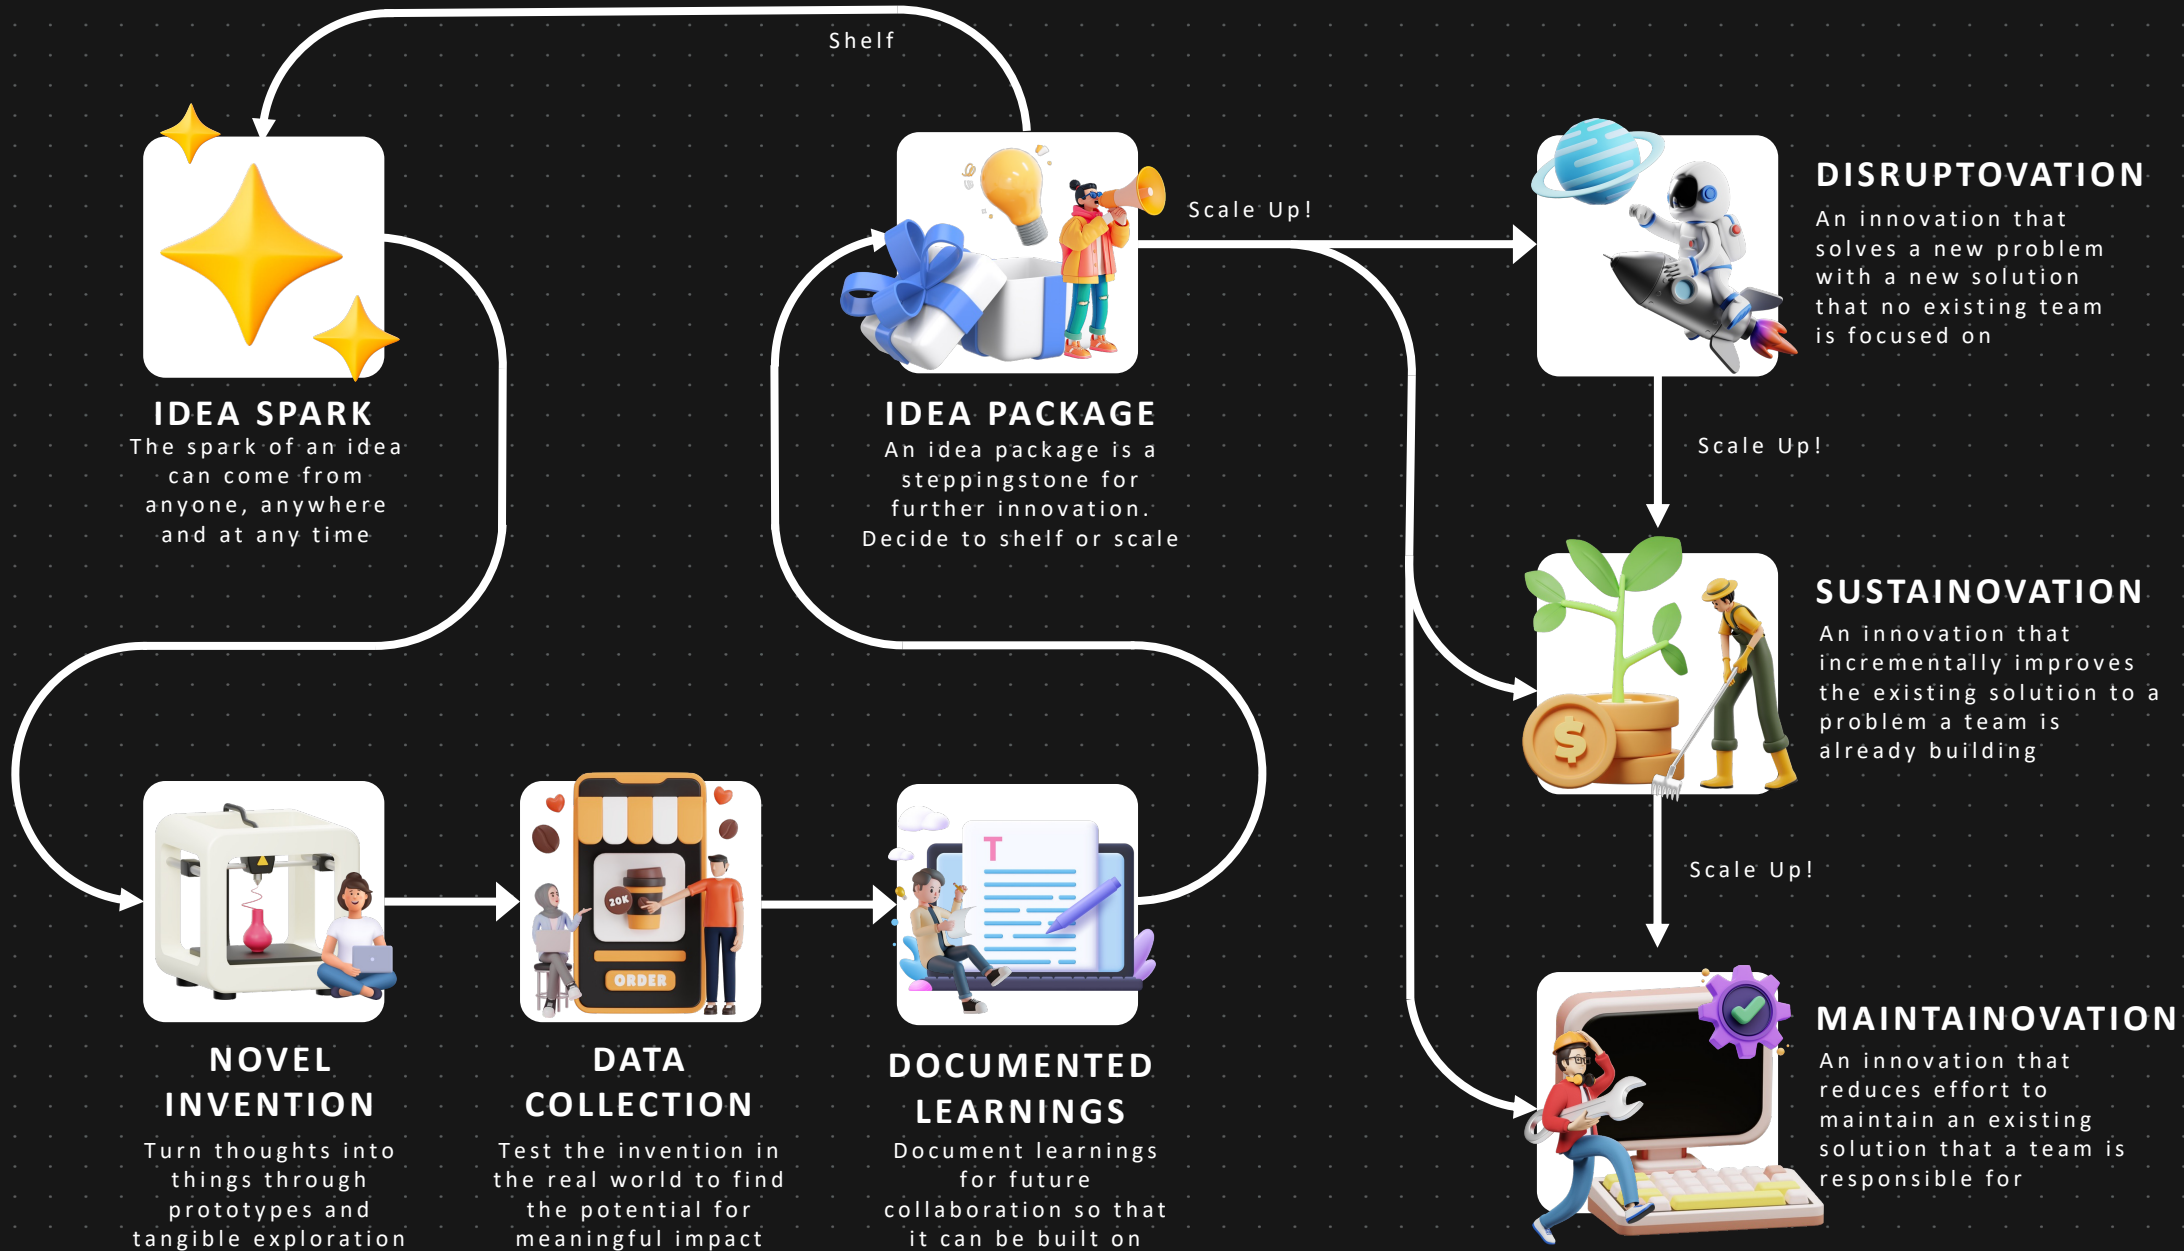 Shelf
IDEA SPARK
The spark of an idea
can come from
anyone, anywhere
and at any time
IDEA PACKAGE
An idea package is a
steppingstone for
further innovation.
Decide to shelf or scale
Scale Up!
DISRUPTOVATION
An innovation that
solves a new problem
with a new solution
that no existing team
is focused on
Scale Up!
SUSTAINOVATION
An innovation that
incrementally improves
the existing solution to a
problem a team is
already building
$
Scale Up!
NOVEL
INVENTION
Turn thoughts into
things through
prototypes and
tangible exploration
20K
ORDER
DATA
COLLECTION
Test the invention in
the real world to find
the potential for
meaningful impact
T
DOCUMENTED
LEARNINGS
Document learnings
for future
collaboration so that
it can be built on
MAINTAINOVATION
An innovation that
reduces effort to
maintain an existing
solution that a team is
responsible for